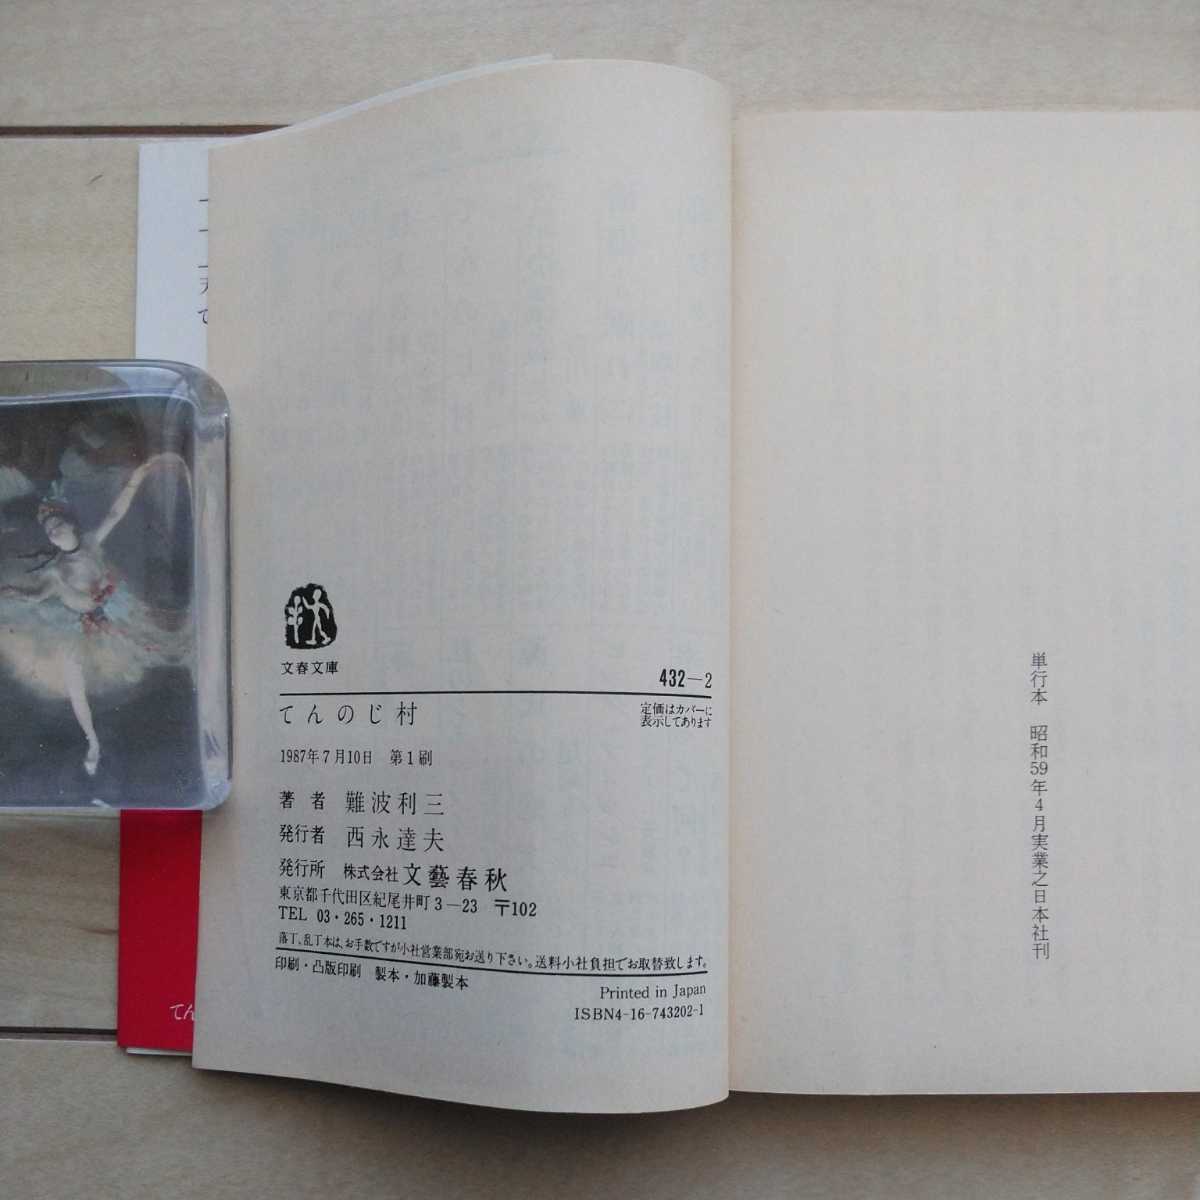 単行本　昭和59年4月実業之日本社刊
文春文庫
432—2
定価はカバーに
表示してあります
てんのじ村
1987年7月10日　第1刷
著者　難波利三
発行者　西永達夫
発行所　株式会社 文藝春秋
東京都千代田区紀尾井町3—23　〒102
TEL 03・265・1211
落丁、乱丁本は、お手数ですが小社営業部宛お送り下さい。送料小社負担でお取替致します。
印刷・凸版印刷　製本・加藤製本
Printed in Japan
ISBN4-16-743202-1
てん